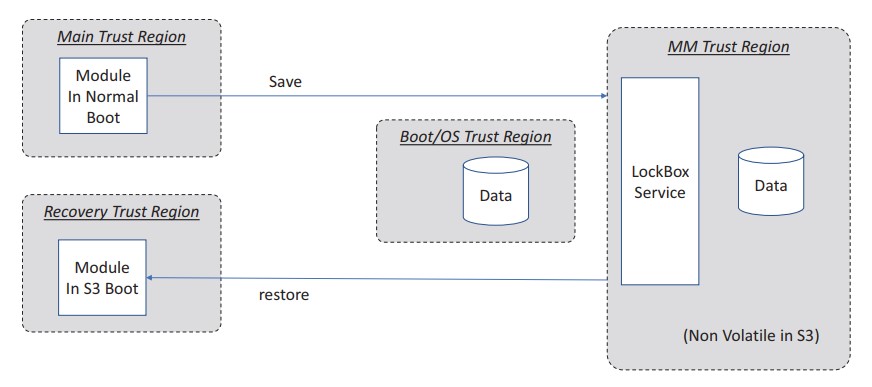 Main Trust Region
Module
In Normal
Boot
Save
Boot/OS Trust Region
Data
Recovery Trust Region
Module
In S3 Boot
restore
MM Trust Region
LockBox
Service
Data
(Non Volatile in S3)